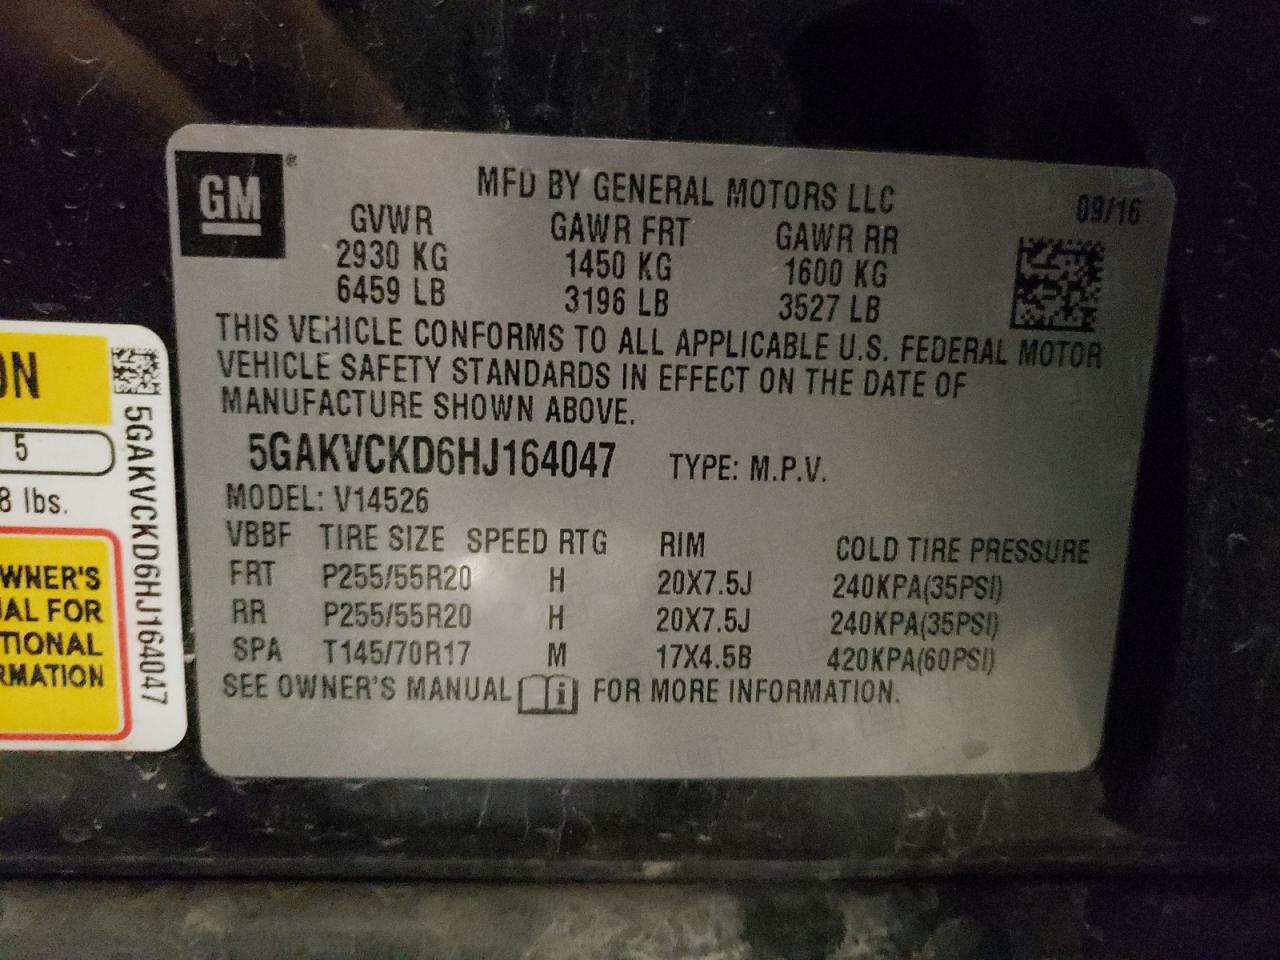 GM®
MFD BY GENERAL MOTORS LLC
09/16
GVWR GAWR FRT GAWR RR
2930 KG 1450 KG 1600 KG
6459 LB 3196 LB 3527 LB
THIS VEHICLE CONFORMS TO ALL APPLICABLE U.S. FEDERAL MOTOR
VEHICLE SAFETY STANDARDS IN EFFECT ON THE DATE OF
MANUFACTURE SHOWN ABOVE.
5GAKVCKD6HJ164047 TYPE: M.P.V.
MODEL: V14526
VBBF TIRE SIZE SPEED RTG RIM COLD TIRE PRESSURE
FRT P255/55R20 H 20X7.5J 240KPA(35PSI)
RR P255/55R20 H 20X7.5J 240KPA(35PSI)
SPA T145/70R17 M 17X4.5B 420KPA(60PSI)
SEE OWNER'S MANUAL i FOR MORE INFORMATION.
ON
5
8 lbs.
WNER'S
AL FOR
TIONAL
RMATION
5GAKVCKD6HJ164047